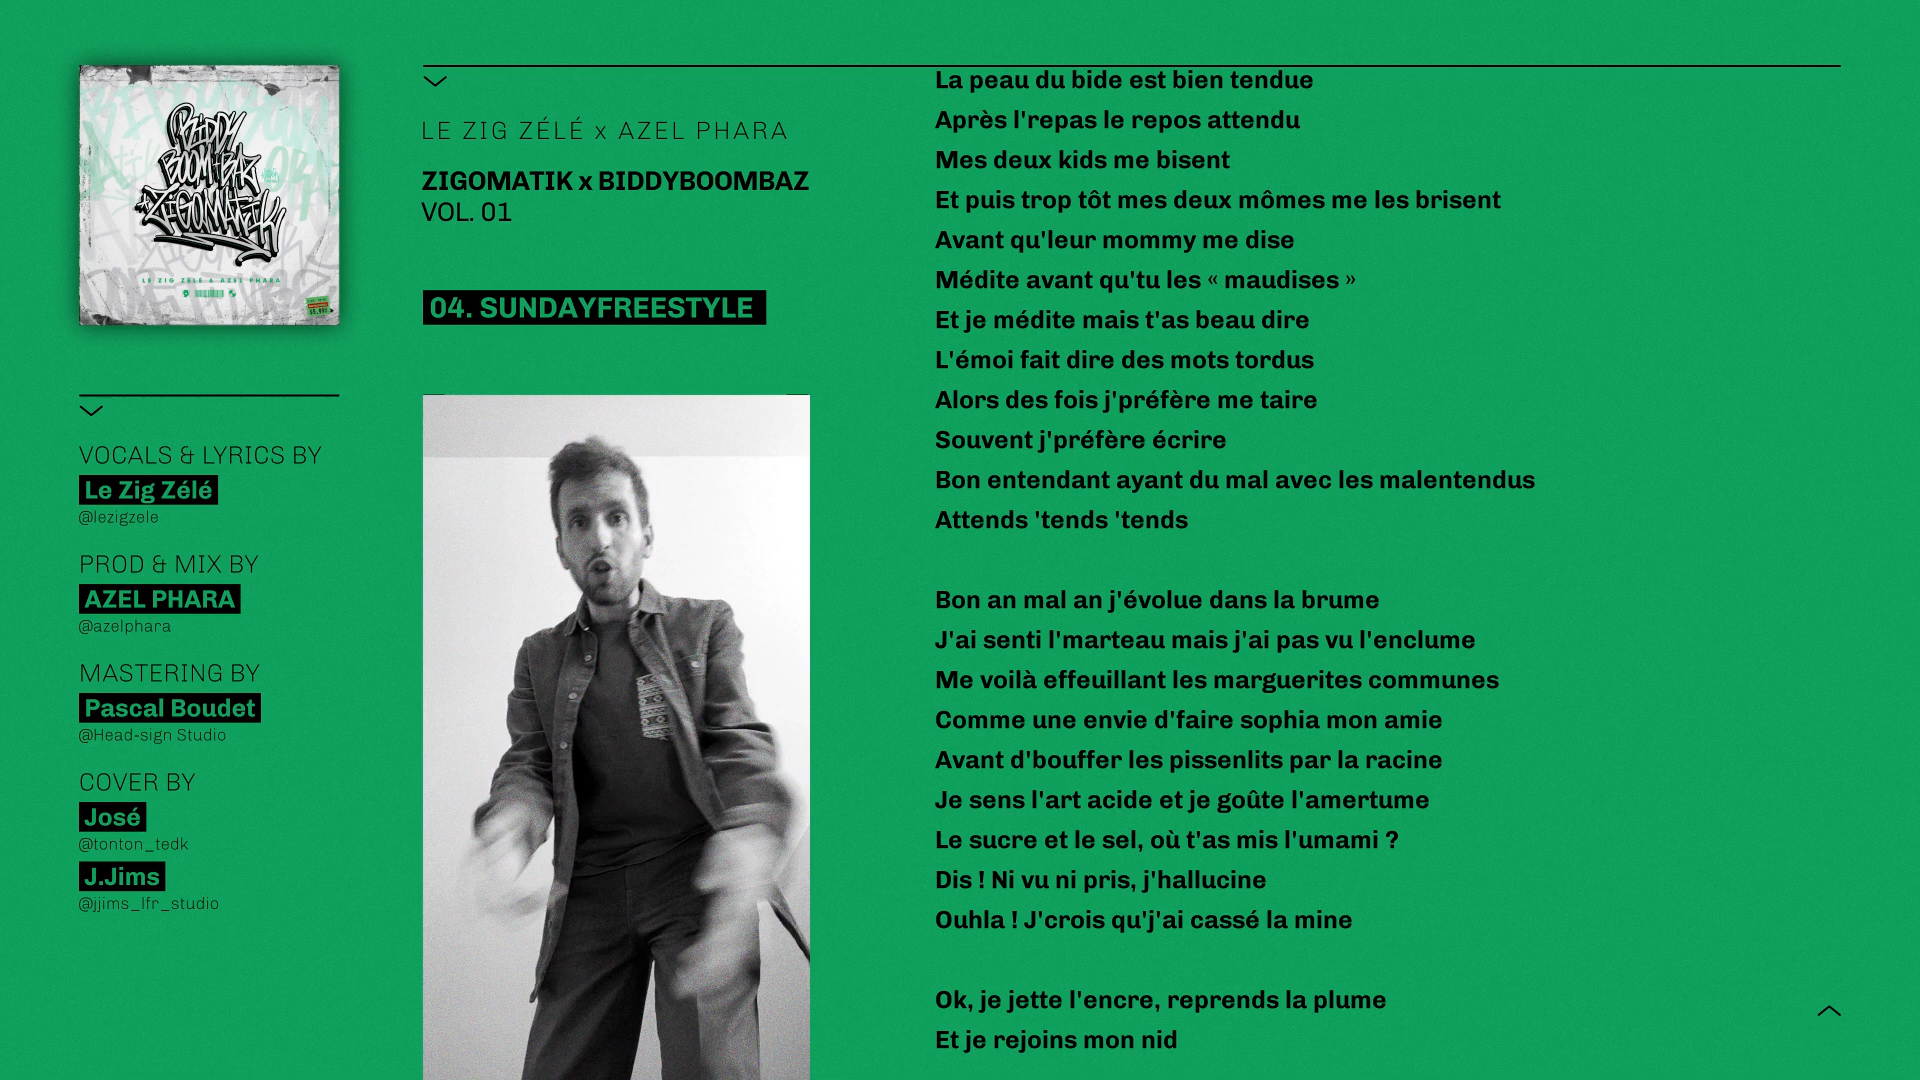 BIDDY
BOOM-BAZ
ZIGOMATIK
LE ZIG ZÉLÉ & AZEL PHARA
VOCALS & LYRICS BY
Le Zig Zélé
@lezigzele
PROD & MIX BY
AZEL PHARA
@azelphara
MASTERING BY
Pascal Boudet
@Head-sign Studio
COVER BY
José
@tonton_tedk
J.Jims
@jjims_lfr_studio
LE ZIG ZÉLÉ x AZEL PHARA
ZIGOMATIK x BIDDYBOOMBAZ
VOL. 01
04. SUNDAYFREESTYLE
La peau du bide est bien tendue
Après l'repas le repos attendu
Mes deux kids me bisent
Et puis trop tôt mes deux mômes me les brisent
Avant qu'leur mommy me dise
Médite avant qu'tu les « maudises »
Et je médite mais t'as beau dire
L'émoi fait dire des mots tordus
Alors des fois j'préfère me taire
Souvent j'préfère écrire
Bon entendant ayant du mal avec les malentendus
Attends 'tends 'tends
Bon an mal an j'évolue dans la brume
J'ai senti l'marteau mais j'ai pas vu l'enclume
Me voilà effeuillant les marguerites communes
Comme une envie d'faire sophia mon amie
Avant d'bouffer les pissenlits par la racine
Je sens l'art acide et je goûte l'amertume
Le sucre et le sel, où t'as mis l'umami ?
Dis ! Ni vu ni pris, j'hallucine
Ouhla ! J'crois qu'j'ai cassé la mine
Ok, je jette l'encre, reprends la plume
Et je rejoins mon nid